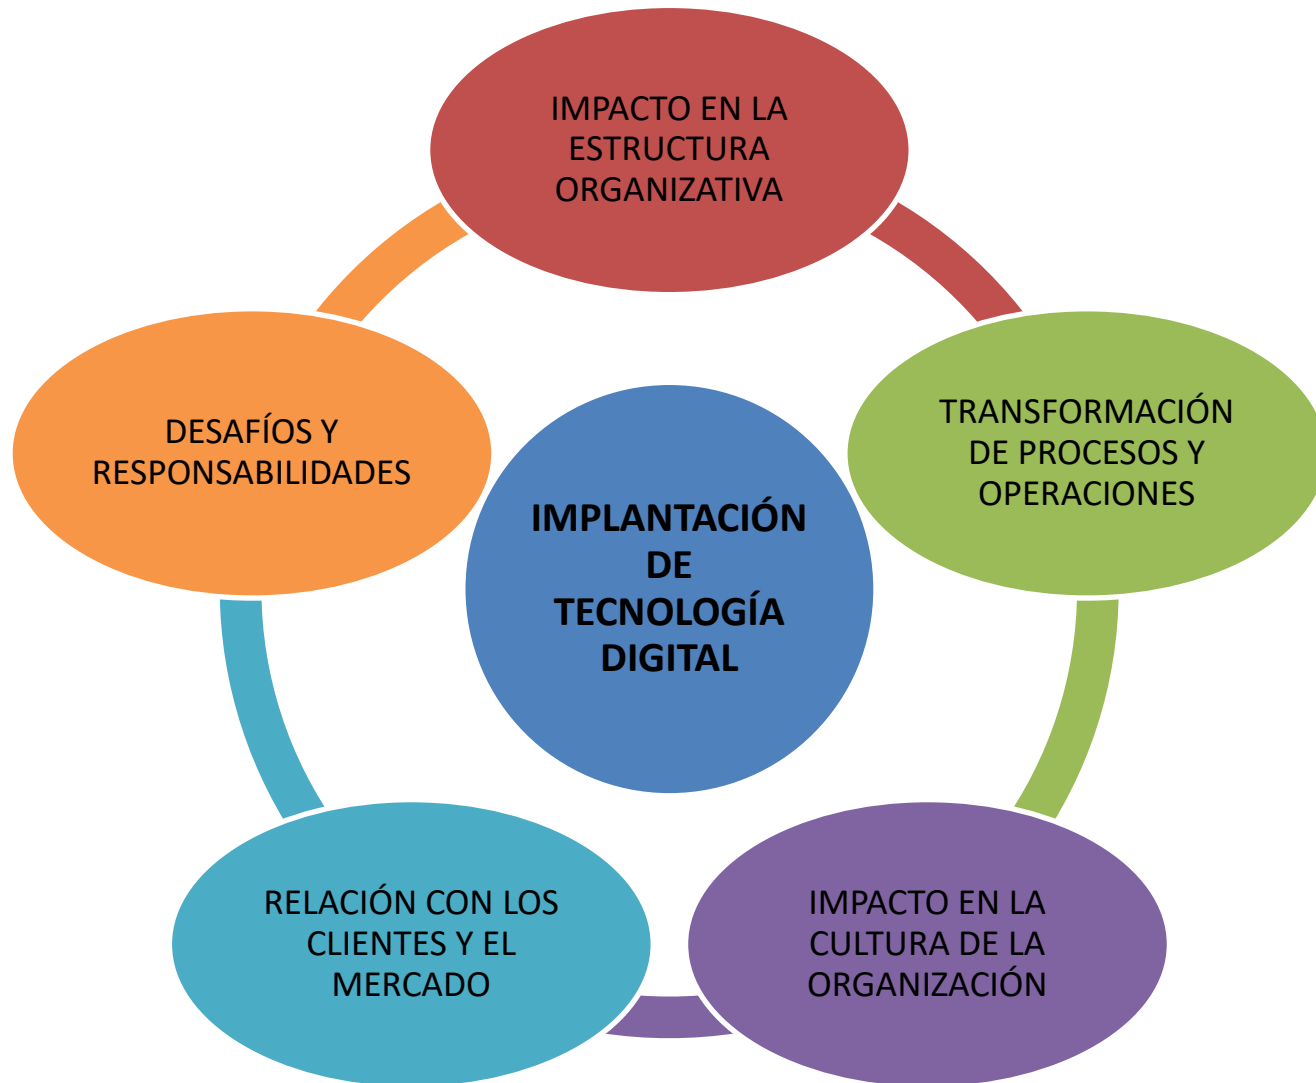 IMPACTO EN LA
ESTRUCTURA
ORGANIZATIVA
TRANSFORMACIÓN
DE PROCESOS Y
OPERACIONES
IMPACTO EN LA
CULTURA DE LA
ORGANIZACIÓN
RELACIÓN CON LOS
CLIENTES Y EL
MERCADO
DESAFÍOS Y
RESPONSABILIDADES
IMPLANTACIÓN
DE
TECNOLOGÍA
DIGITAL